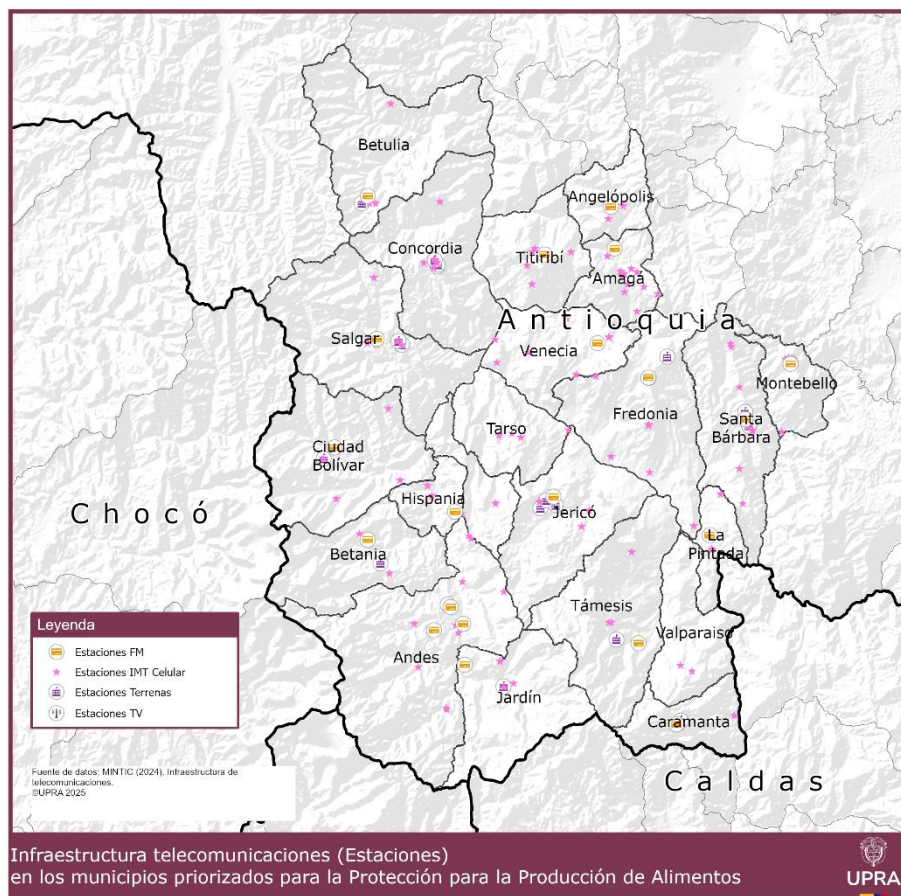 Betulia
Angelópolis
Concordia
Titiribí
Amagá
Antioquia
Salgar
Venecia
Montebello
Fredonia
Santa
Bárbara
Tarso
Ciudad
Bolívar
Hispania
Jericó
Chocó
La
Pintada
Betania
Támesis
Valparaiso
Andes
Jardín
Caramanta
Caldas
Leyenda
Estaciones FM
Estaciones IMT Celular
Estaciones Terrenas
Estaciones TV
Fuente de datos: MINTIC (2024), Infraestructura de
telecomunicaciones.
©UPRA 2025
Infraestructura telecomunicaciones (Estaciones)
en los municipios priorizados para la Protección para la Producción de Alimentos
UPRA